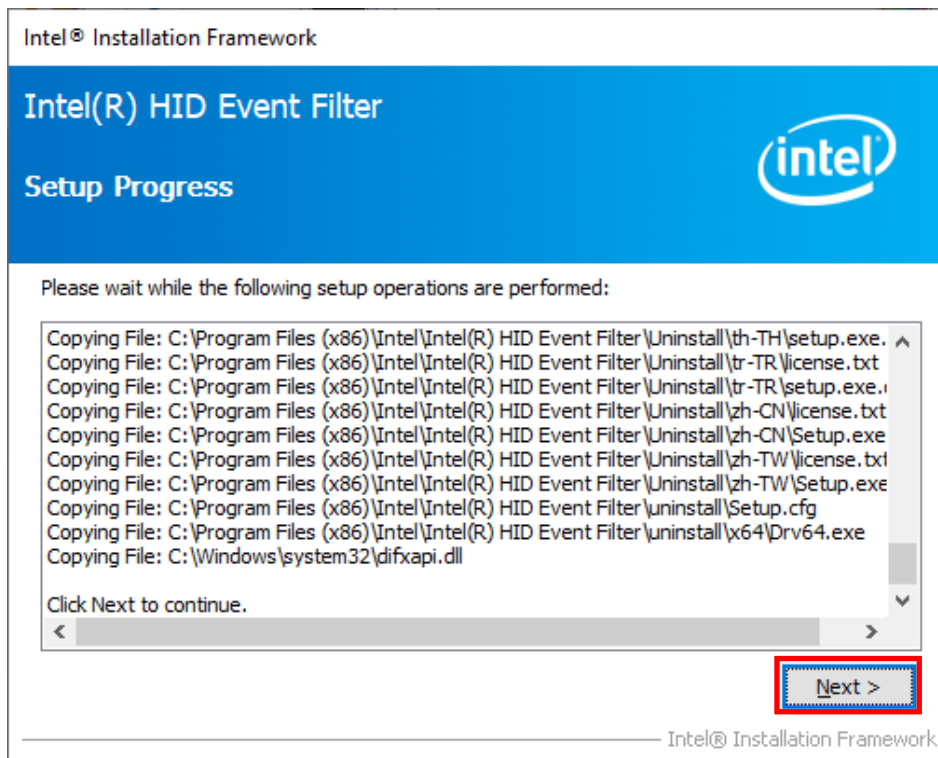 Intel® Installation Framework
Intel(R) HID Event Filter
intel
Setup Progress
Please wait while the following setup operations are performed:
Copying File: C:\Program Files (x86)\Intel\Intel(R) HID Event Filter\Uninstall\th-TH\setup.exe.
Copying File: C:\Program Files (x86)\Intel\Intel(R) HID Event Filter\Uninstall\tr-TR\license.txt
Copying File: C:\Program Files (x86)\Intel\Intel(R) HID Event Filter\Uninstall\tr-TR\setup.exe.
Copying File: C:\Program Files (x86)\Intel\Intel(R) HID Event Filter\Uninstall\zh-CN\license.txt
Copying File: C:\Program Files (x86)\Intel\Intel(R) HID Event Filter\Uninstall\zh-CN\Setup.exe
Copying File: C:\Program Files (x86)\Intel\Intel(R) HID Event Filter\Uninstall\zh-TW\license.txt
Copying File: C:\Program Files (x86)\Intel\Intel(R) HID Event Filter\Uninstall\zh-TW\Setup.exe
Copying File: C:\Program Files (x86)\Intel\Intel(R) HID Event Filter\uninstall\Setup.cfg
Copying File: C:\Program Files (x86)\Intel\Intel(R) HID Event Filter\uninstall\x64\Drv64.exe
Copying File: C:\Windows\system32\difxapi.dll
Click Next to continue.
Next >
Intel® Installation Framework